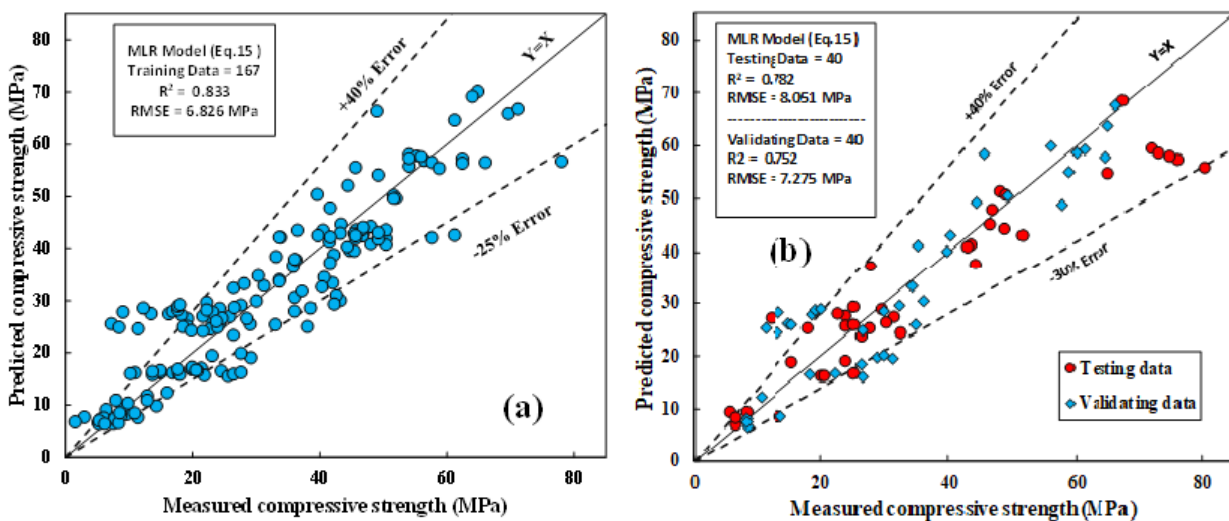 MLR Model (Eq.15)
Training Data = 167
R² = 0.833
RMSE = 6.826 MPa
+40% Error
Y=X
-25% Error
(a)
80
70
60
50
40
30
20
10
0
0 20 40 60 80
Predicted compressive strength (MPa)
Measured compressive strength (MPa)
MLR Model (Eq.15)
Testing Data = 40
R² = 0.782
RMSE = 8.051 MPa
----------------------------
Validating Data = 40
R2 = 0.752
RMSE = 7.275 MPa
+40% Error
Y=X
-30% Error
(b)
Testing data
Validating data
80
70
60
50
40
30
20
10
0
0 20 40 60 80
Predicted compressive strength (MPa)
Measured compressive strength (MPa)